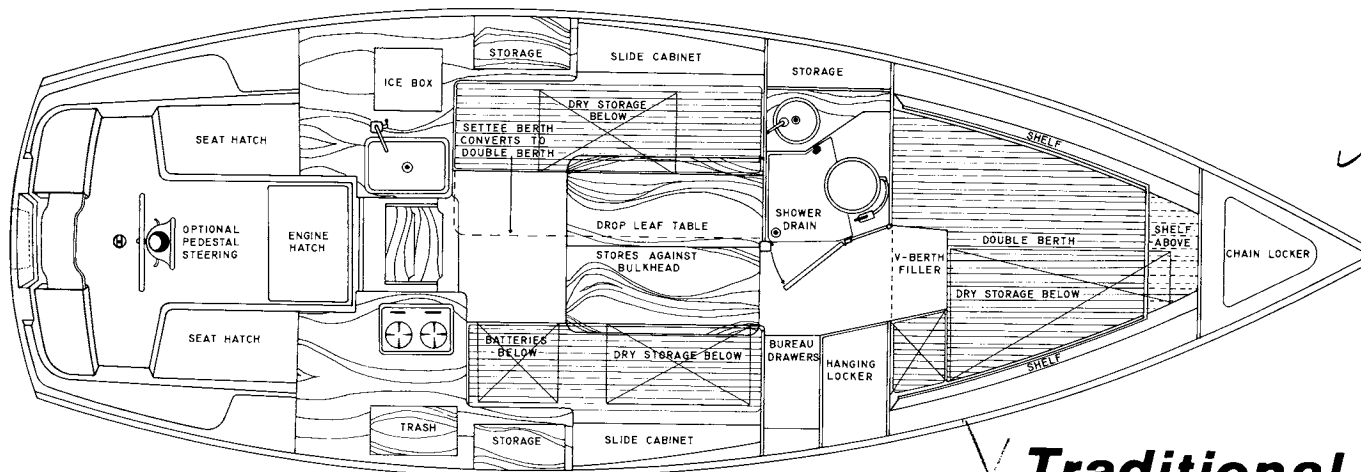 STORAGE
SLIDE CABINET
STORAGE
ICE BOX
DRY STORAGE
BELOW
SETTEE BERTH
CONVERTS TO
DOUBLE BERTH
SEAT HATCH
SHELF
OPTIONAL
PEDESTAL
STEERING
ENGINE
HATCH
DROP LEAF TABLE
STORES AGAINST
BULKHEAD
SHOWER
DRAIN
V-BERTH
FILLER
DOUBLE BERTH
DRY STORAGE BELOW
SHELF
ABOVE
CHAIN LOCKER
SEAT HATCH
BATTERIES
BELOW
DRY STORAGE BELOW
BUREAU
DRAWERS
HANGING
LOCKER
SHELF
TRASH
STORAGE
SLIDE CABINET
Traditional